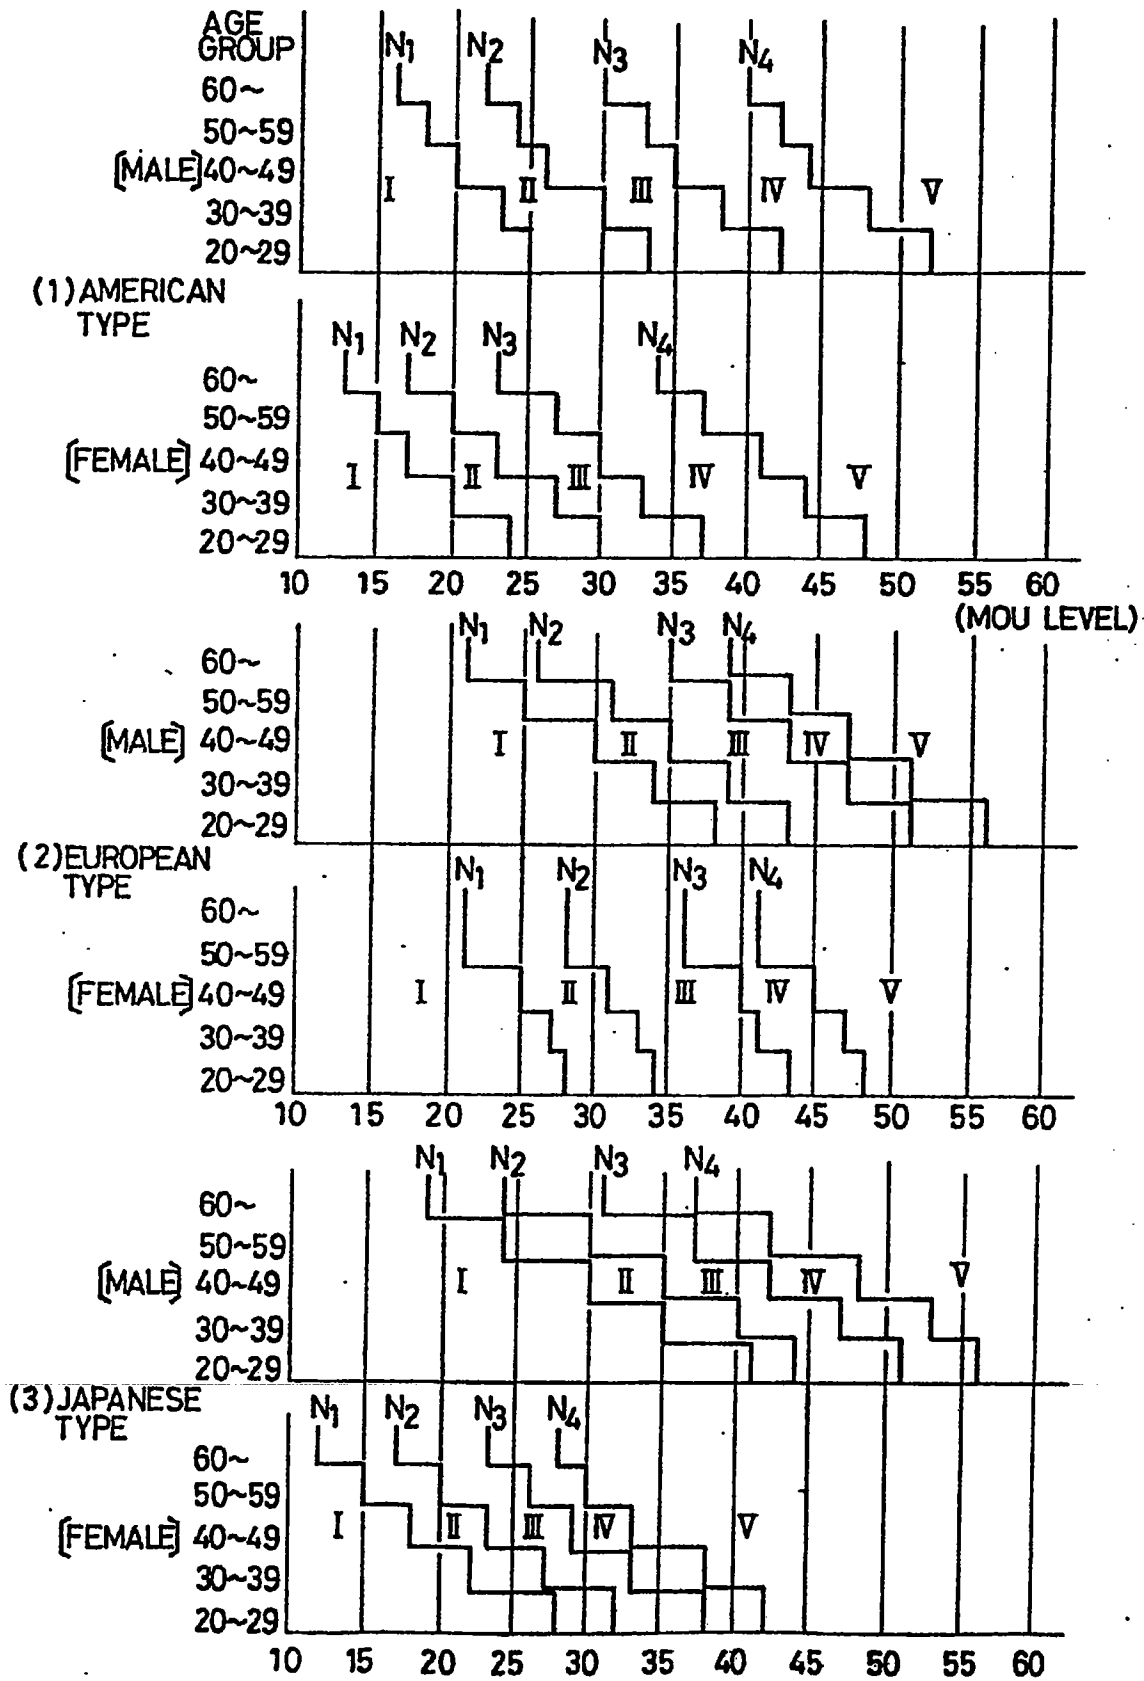 AGE
GROUP N1 N2 N3 N4
60~
50~59
[MALE] 40~49 I II III IV V
30~39
20~29
(1) AMERICAN
TYPE
N1 N2 N3 N4
60~
50~59
[FEMALE] 40~49 I II III IV V
30~39
20~29
10 15 20 25 30 35 40 45 50 55 60
(MOU LEVEL)
N1 N2 N3 N4
60~
50~59
[MALE] 40~49 I II III IV V
30~39
20~29
(2) EUROPEAN
TYPE
N1 N2 N3 N4
60~
50~59
[FEMALE] 40~49 I II III IV V
30~39
20~29
10 15 20 25 30 35 40 45 50 55 60
N1 N2 N3 N4
60~
50~59
[MALE] 40~49 I II III IV V
30~39
20~29
(3) JAPANESE
TYPE
N1 N2 N3 N4
60~
50~59
[FEMALE] 40~49 I II III IV V
30~39
20~29
10 15 20 25 30 35 40 45 50 55 60